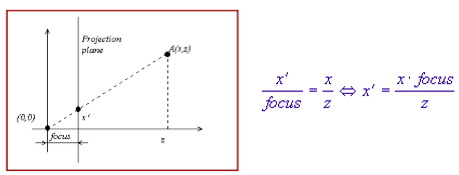 Projection
plane
A(x,z)
(0,0)
x'
focus
z
x'/focus = x/z ⇔ x' = x· focus/z